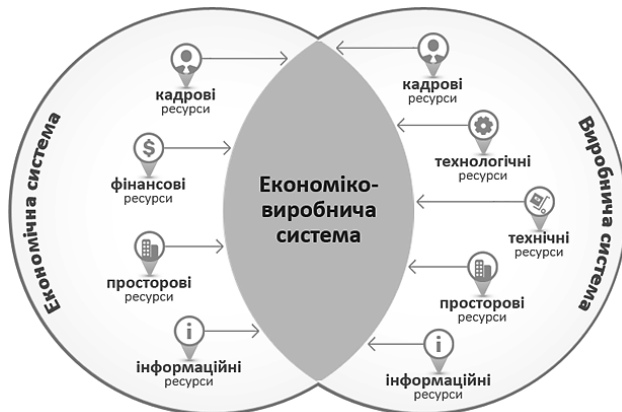 Економічна система
кадрові
ресурси
$
фінансові
ресурси
просторові
ресурси
i
інформаційні
ресурси
Економіко-
виробнича
система
кадрові
ресурси
технологічні
ресурси
технічні
ресурси
просторові
ресурси
i
інформаційні
ресурси
Виробнича система